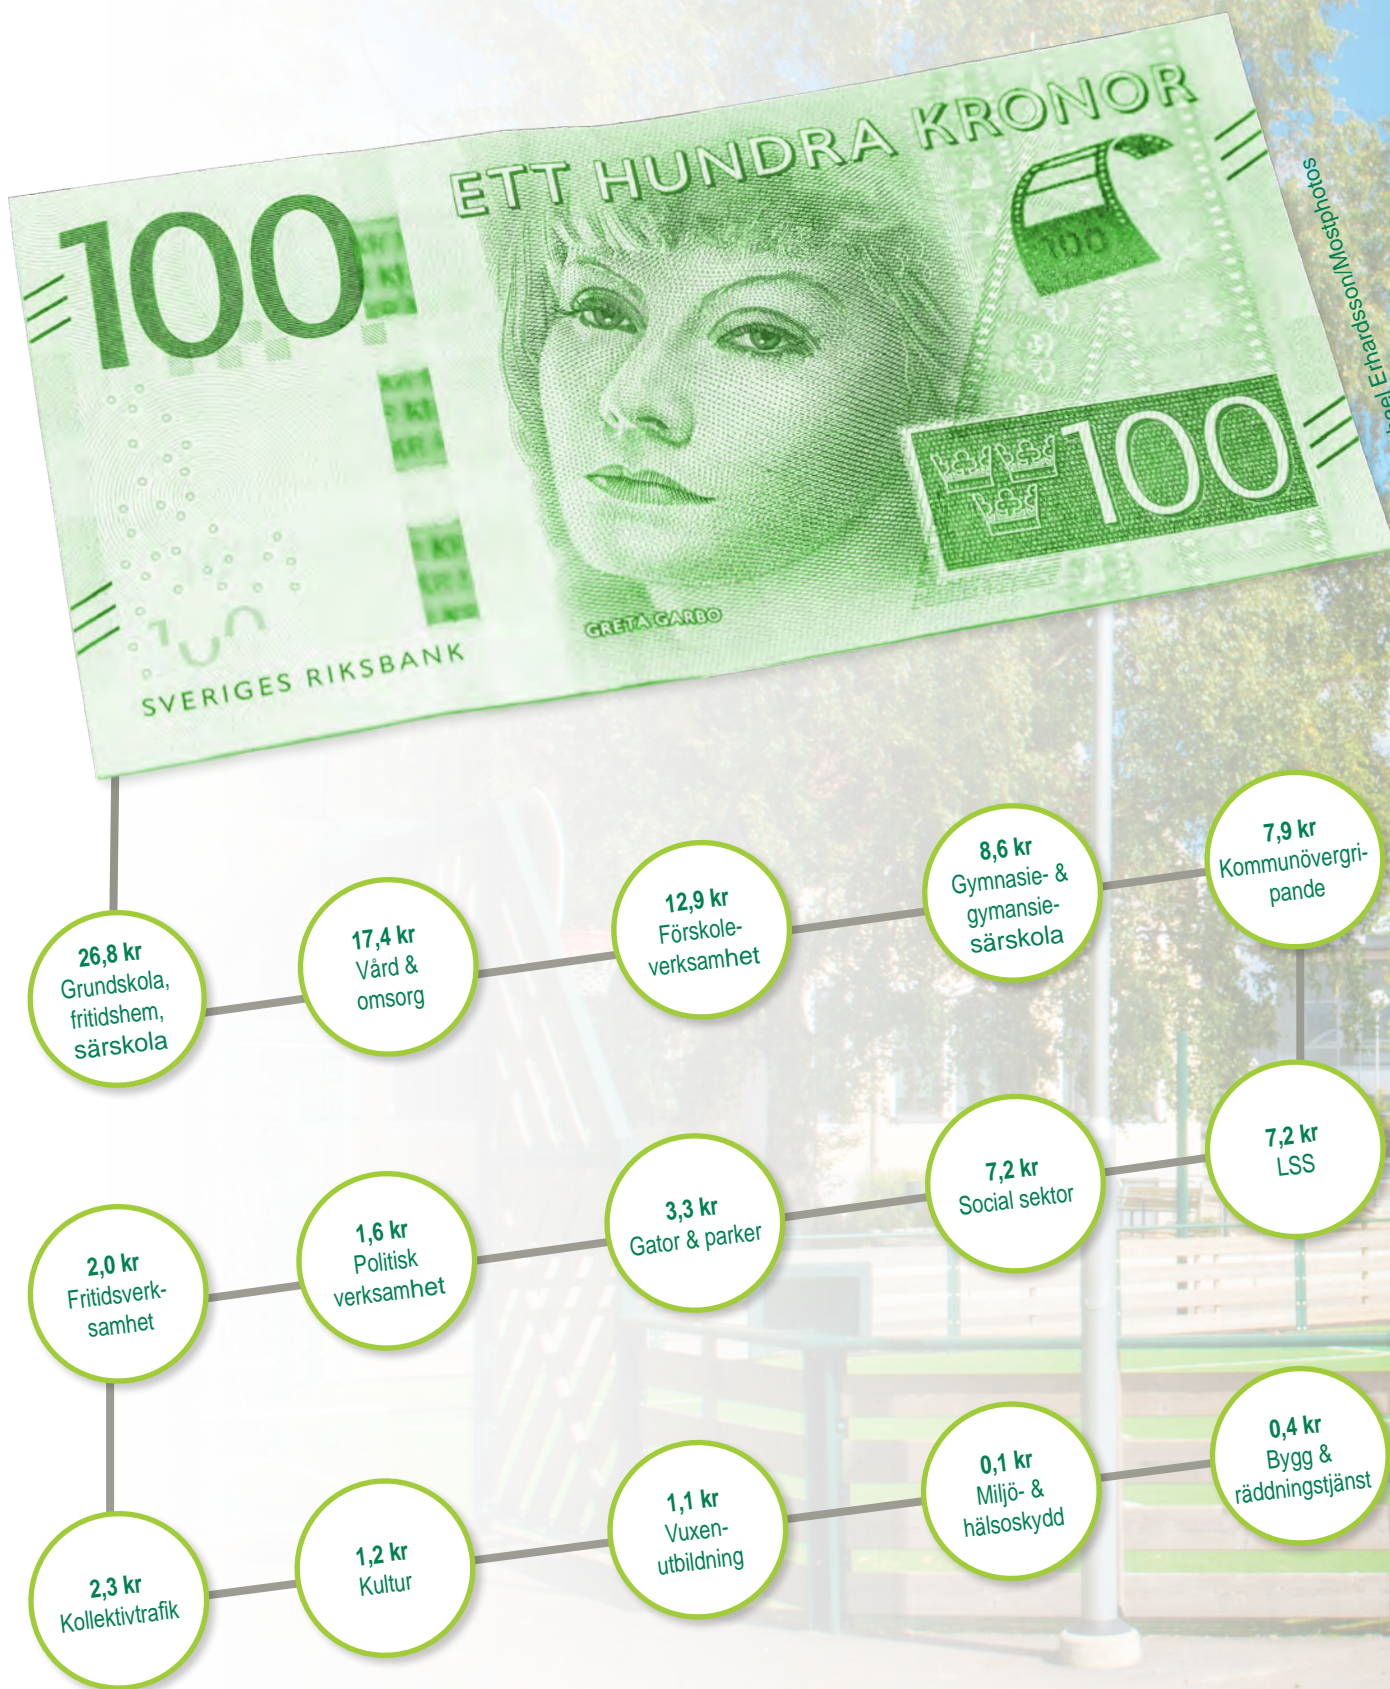 ETT HUNDRA KRONOR
100
100
100
GRETA GARBO
SVERIGES RIKSBANK
Erhardsson/Mostphotos
26,8 kr
Grundskola,
fritidshem,
särskola
17,4 kr
Vård &
omsorg
12,9 kr
Förskole-
verksamhet
8,6 kr
Gymnasie- &
gymansie-
särskola
7,9 kr
Kommunövergri-
pande
7,2 kr
LSS
7,2 kr
Social sektor
3,3 kr
Gator & parker
1,6 kr
Politisk
verksamhet
2,0 kr
Fritidsverk-
samhet
2,3 kr
Kollektivtrafik
1,2 kr
Kultur
1,1 kr
Vuxen-
utbildning
0,1 kr
Miljö- &
hälsoskydd
0,4 kr
Bygg &
räddningstjänst